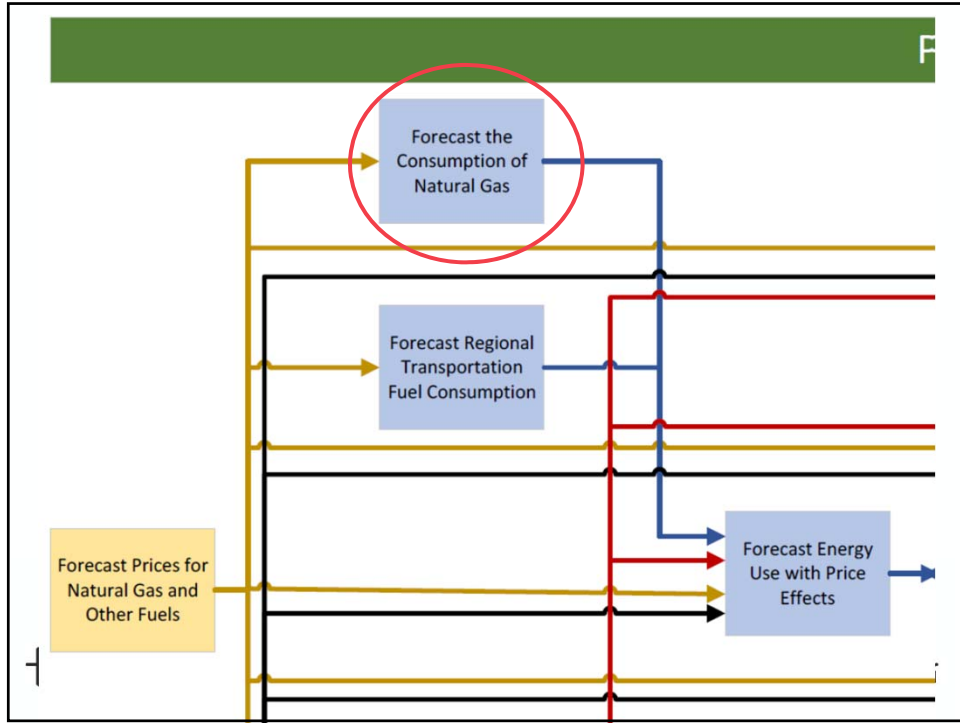 Forecast the
Consumption of
Natural Gas
Forecast Regional
Transportation
Fuel Consumption
Forecast Prices for
Natural Gas and
Other Fuels
Forecast Energy
Use with Price
Effects